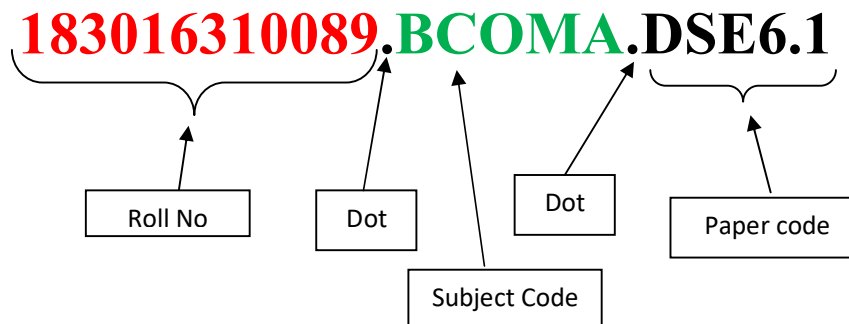 183016310089.BCOMA.DSE6.1
Roll No
Dot
Dot
Paper code
Subject Code